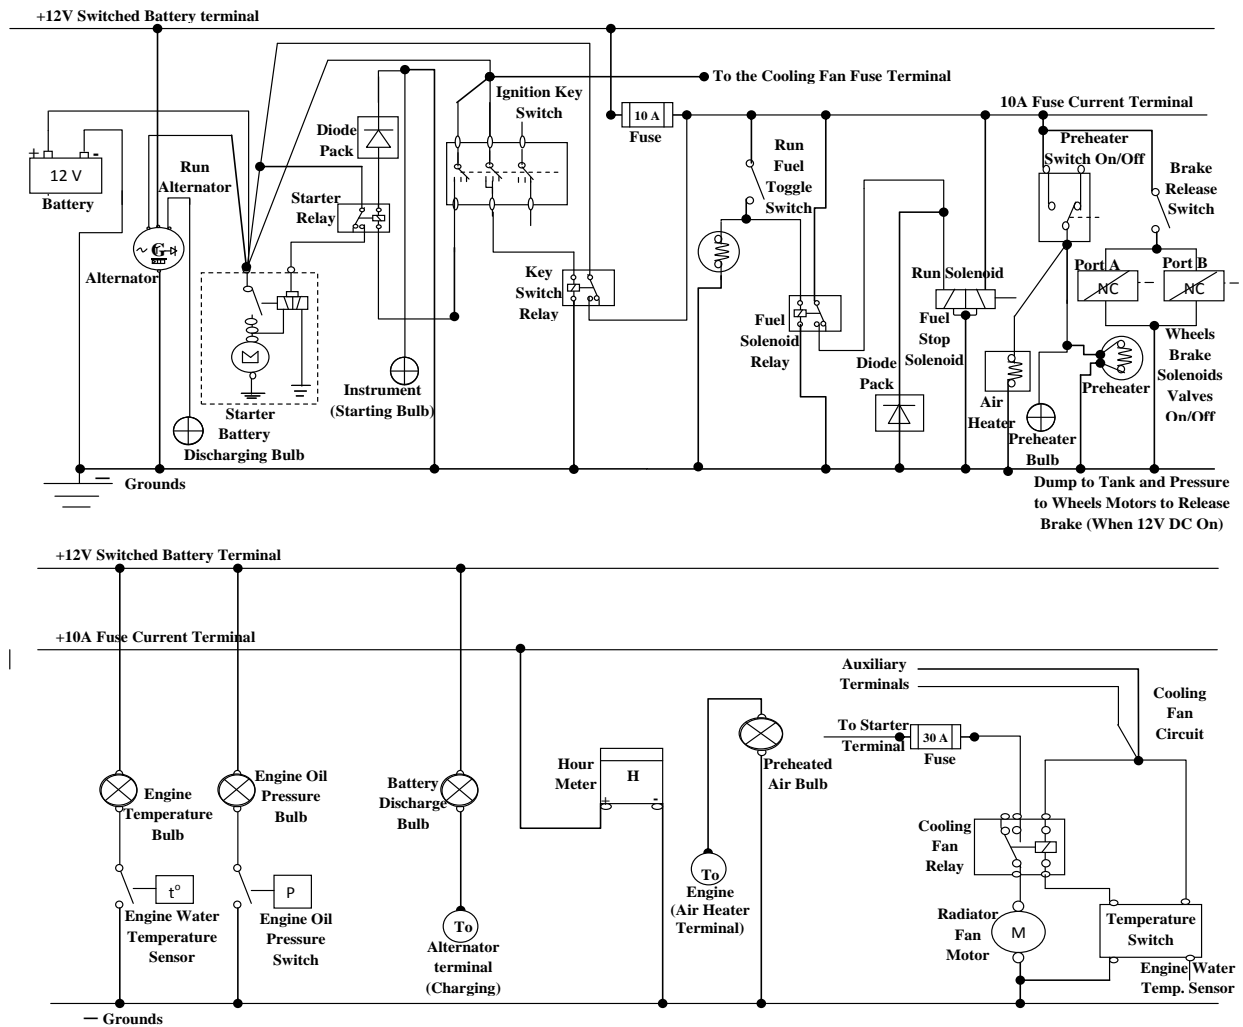 +12V Switched Battery terminal
To the Cooling Fan Fuse Terminal
Ignition Key
Switch
10A Fuse Current Terminal
10 A
Fuse
Diode
Pack
Run
Fuel
Toggle
Switch
Preheater
Switch On/Off
Brake
Release
Switch
+ -
12 V
Battery
Run
Alternator
Starter
Relay
G
Alternator
Key
Switch
Relay
Run Solenoid
Fuel
Stop
Solenoid
Port A
NC
Port B
NC
Fuel
Solenoid
Relay
Diode
Pack
Wheels
Brake
Solenoids
Valves
On/Off
M
Starter
Battery
Discharging Bulb
Instrument
(Starting Bulb)
Air
Heater
Preheater
Preheater
Bulb
Grounds
Dump to Tank and Pressure
to Wheels Motors to Release
Brake (When 12V DC On)
+12V Switched Battery Terminal
+10A Fuse Current Terminal
Auxiliary
Terminals
Cooling
Fan
Circuit
To Starter
Terminal
30 A
Fuse
Hour
Meter
H
+ -
Preheated
Air Bulb
Engine
Temperature
Bulb
Engine Oil
Pressure
Bulb
Battery
Discharge
Bulb
Cooling
Fan
Relay
t°
P
To
Engine
(Air Heater
Terminal)
Engine Water
Temperature
Sensor
Engine Oil
Pressure
Switch
To
Alternator
terminal
(Charging)
Radiator
Fan
Motor
M
Temperature
Switch
Engine Water
Temp. Sensor
— Grounds